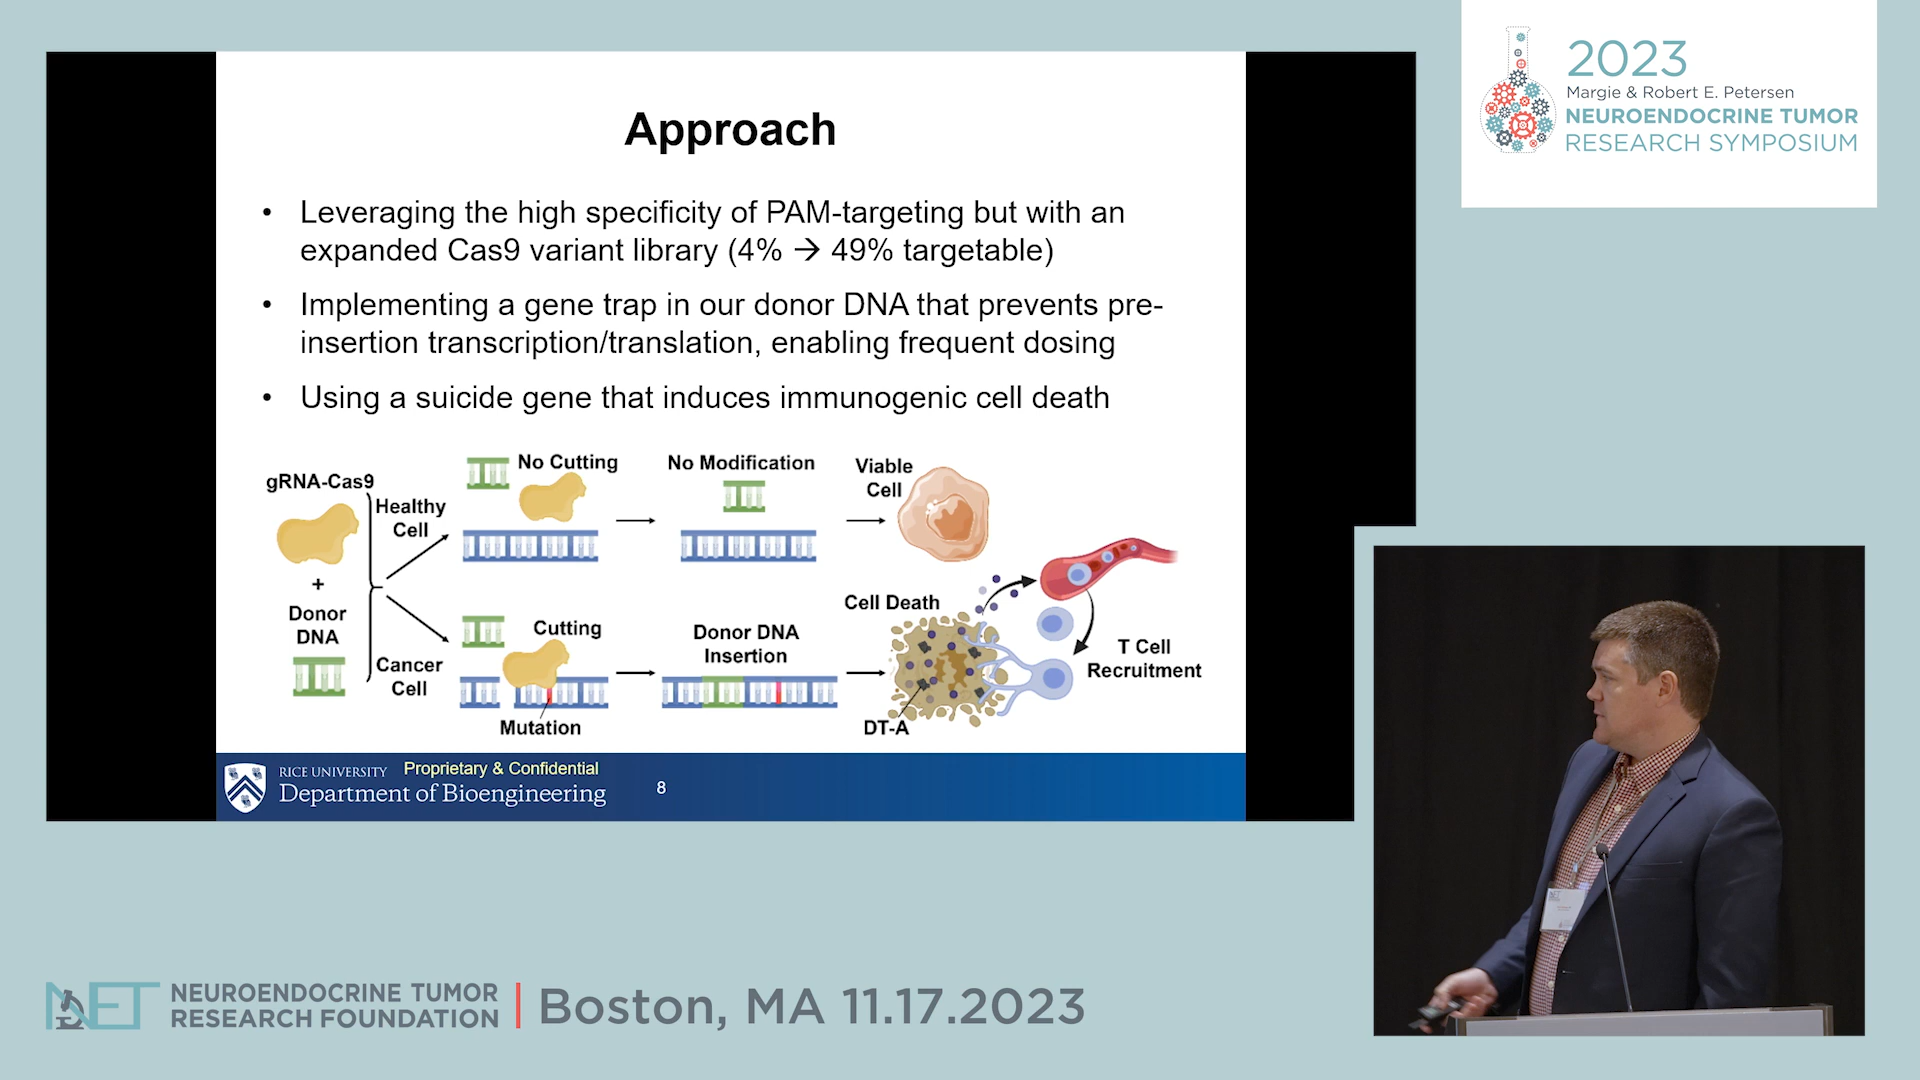 Approach
• Leveraging the high specificity of PAM-targeting but with an
expanded Cas9 variant library (4% → 49% targetable)
• Implementing a gene trap in our donor DNA that prevents pre-
insertion transcription/translation, enabling frequent dosing
• Using a suicide gene that induces immunogenic cell death
gRNA-Cas9
+
Donor
DNA
Healthy
Cell
No Cutting
No Modification
Viable
Cell
Cancer
Cell
Cutting
Mutation
Donor DNA
Insertion
Cell Death
DT-A
T Cell
Recruitment
RICE UNIVERSITY
Department of Bioengineering
Proprietary & Confidential
8
2023
Margie & Robert E. Petersen
NEUROENDOCRINE TUMOR
RESEARCH SYMPOSIUM
NET
NEUROENDOCRINE TUMOR
RESEARCH FOUNDATION
Boston, MA 11.17.2023